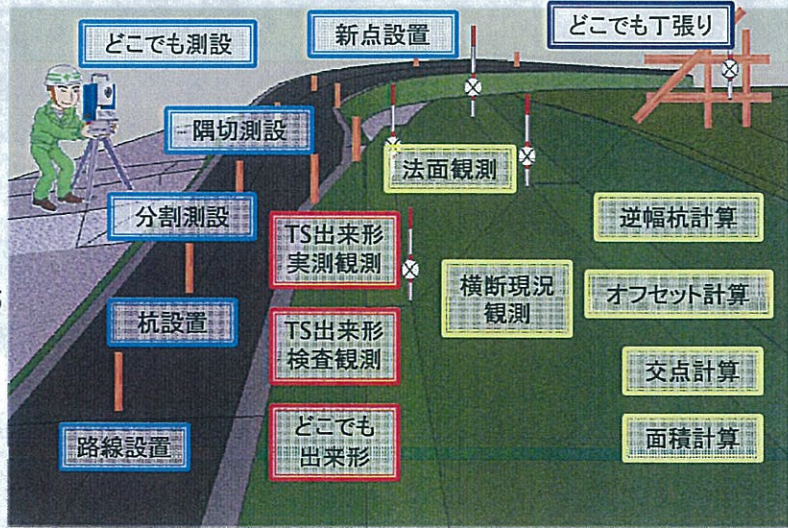 どこでも測設
新点設置
どこでも丁張り
隅切測設
法面観測
分割測設
TS出来形
実測観測
逆幅杭計算
横断現況
観測
オフセット計算
杭設置
TS出来形
検査観測
交点計算
どこでも
出来形
面積計算
路線設置